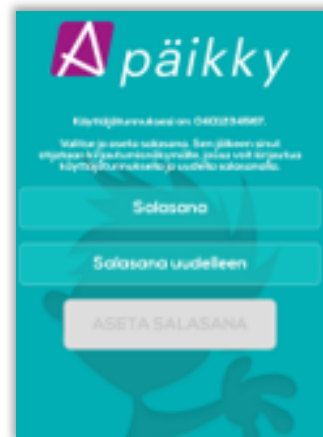 A päikky
Käyttäjätunnuksesi on:
Valitse ja aseta salasana. Sen jälkeen sinut
ohjataan kirjautumisnäkymälle, jossa voit kirjautua
käyttäjätunnuksella ja uudella salasanalla.
Salasana
Salasana uudelleen
ASETA SALASANA